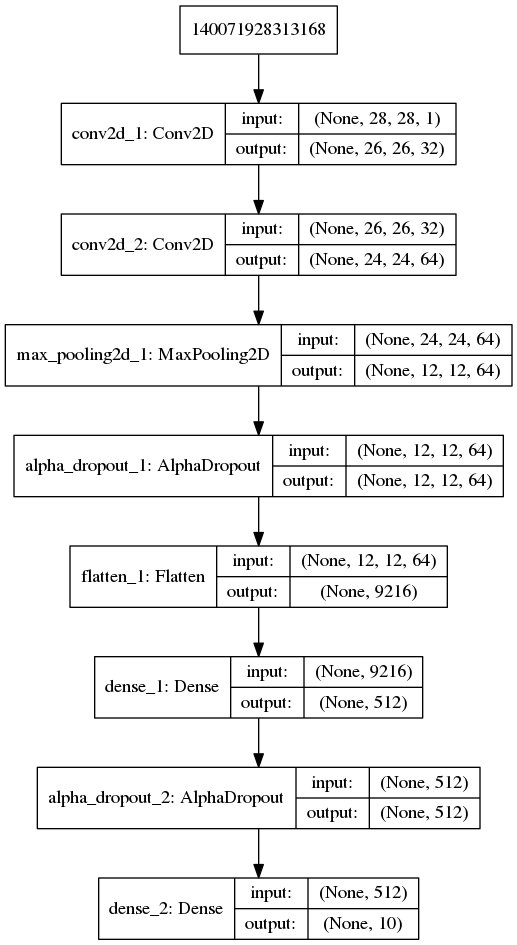 140071928313168
conv2d_1: Conv2D
input: (None, 28, 28, 1)
output: (None, 26, 26, 32)
conv2d_2: Conv2D
input: (None, 26, 26, 32)
output: (None, 24, 24, 64)
max_pooling2d_1: MaxPooling2D
input: (None, 24, 24, 64)
output: (None, 12, 12, 64)
alpha_dropout_1: AlphaDropout
input: (None, 12, 12, 64)
output: (None, 12, 12, 64)
flatten_1: Flatten
input: (None, 12, 12, 64)
output: (None, 9216)
dense_1: Dense
input: (None, 9216)
output: (None, 512)
alpha_dropout_2: AlphaDropout
input: (None, 512)
output: (None, 512)
dense_2: Dense
input: (None, 512)
output: (None, 10)